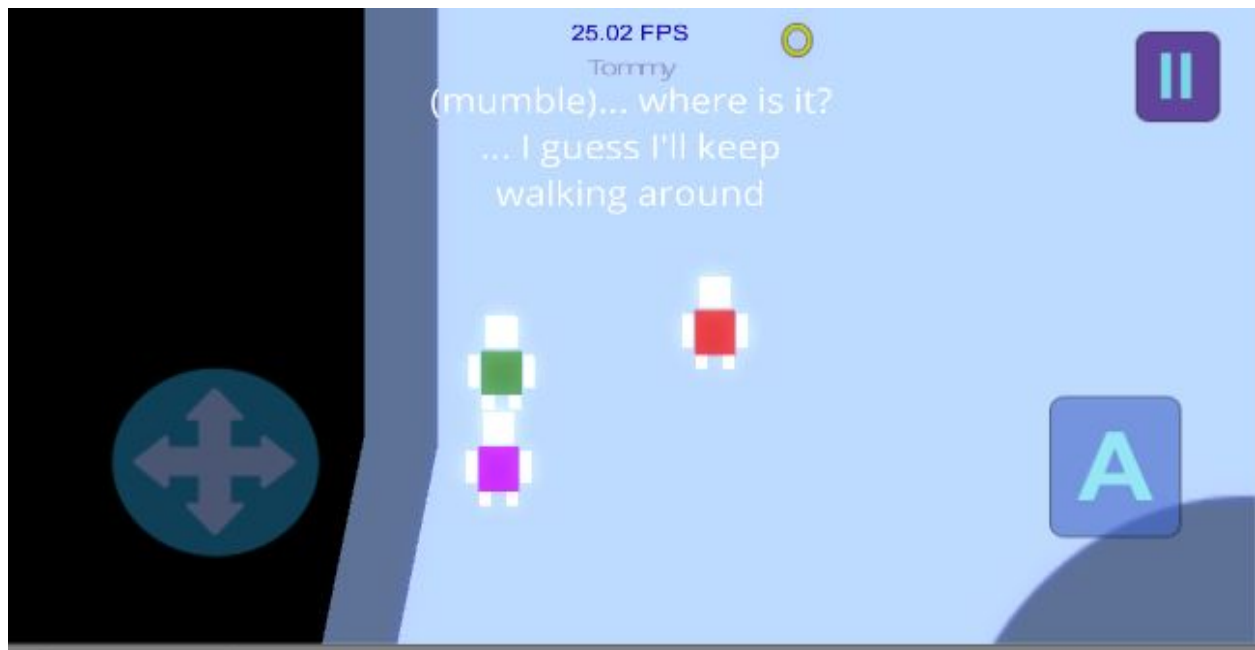 25.02 FPS
Tommy
(mumble)... where is it?
... I guess I'll keep
walking around
A